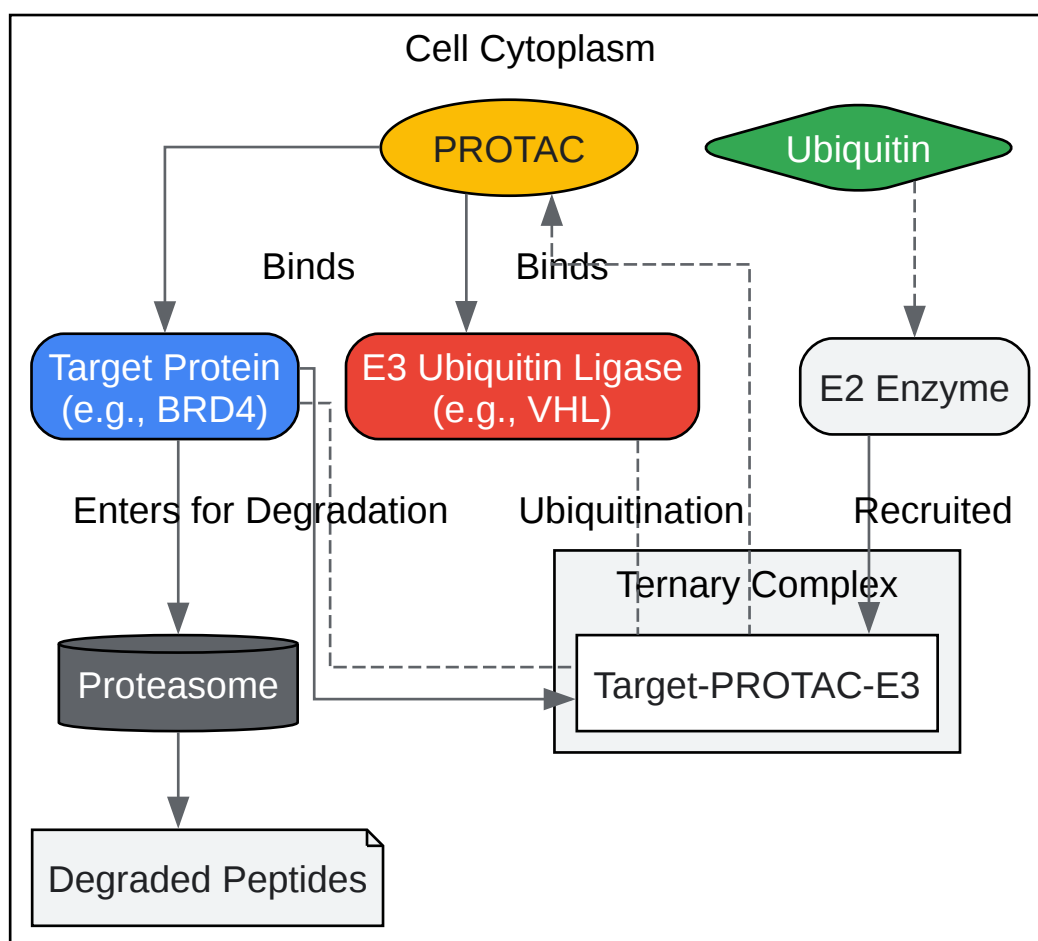 Cell Cytoplasm
PROTAC
Ubiquitin
Binds
Binds
Target Protein
(e.g., BRD4)
E3 Ubiquitin Ligase
(e.g., VHL)
E2 Enzyme
Enters for Degradation
Ubiquitination
Recruited
Ternary Complex
Proteasome
Target-PROTAC-E3
Degraded Peptides